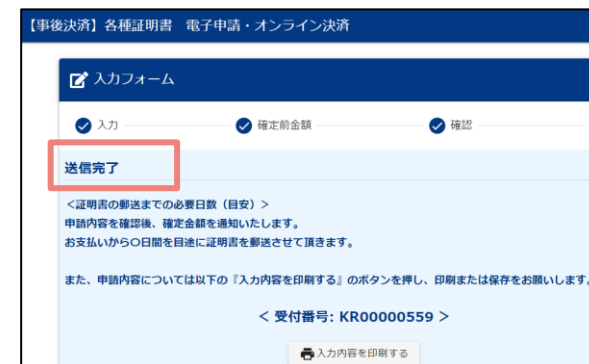 【事後決済】各種証明書　電子申請・オンライン決済
入力フォーム
入力 確定前金額 確認
送信完了
＜証明書の郵送までの必要日数（目安）＞
申請内容を確認後、確定金額を通知いたします。
お支払いから〇日間を目途に証明書を郵送させて頂きます。
また、申請内容については以下の『入力内容を印刷する』のボタンを押し、印刷または保存をお願いします。
＜ 受付番号: KR00000559 ＞
入力内容を印刷する